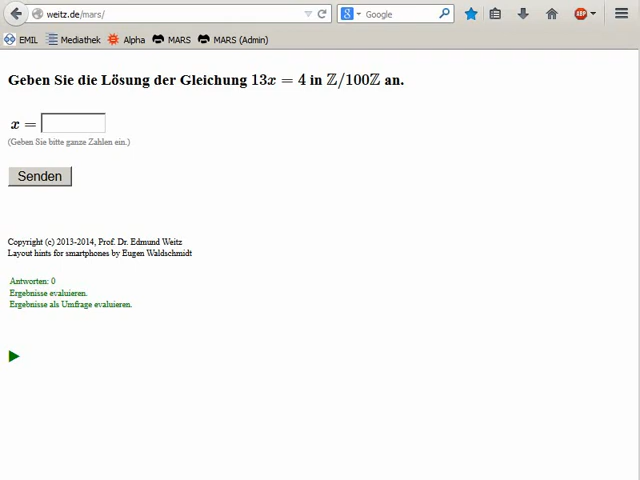 weitz.de/mars/
Google
EMIL Mediathek Alpha MARS MARS (Admin)
Geben Sie die Lösung der Gleichung 13x = 4 in ℤ/100ℤ an.
x =
(Geben Sie bitte ganze Zahlen ein.)
Senden
Copyright (c) 2013-2014, Prof. Dr. Edmund Weitz
Layout hints for smartphones by Eugen Waldschmidt
Antworten: 0
Ergebnisse evaluieren.
Ergebnisse als Umfrage evaluieren.